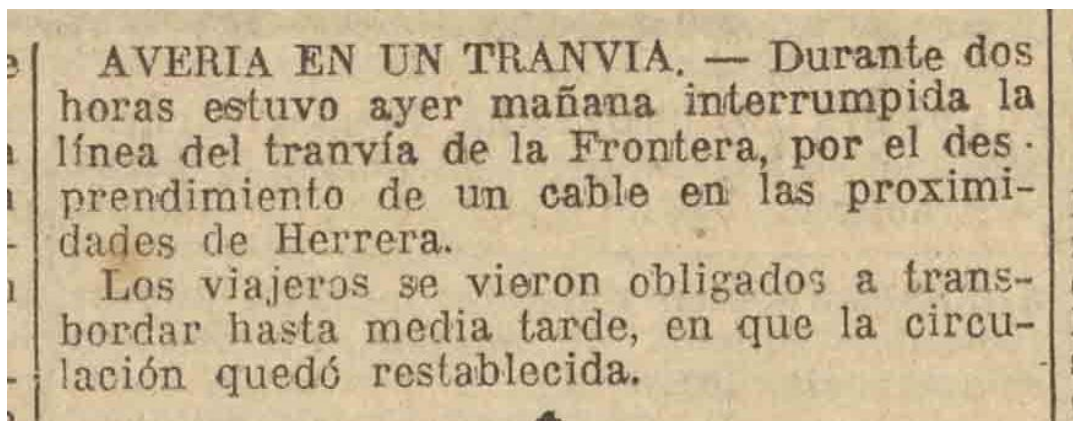 AVERIA EN UN TRANVIA. — Durante dos
horas estuvo ayer mañana interrumpida la
línea del tranvía de la Frontera, por el des-
prendimiento de un cable en las proximi-
dades de Herrera.
Los viajeros se vieron obligados a trans-
bordar hasta media tarde, en que la circu-
lación quedó restablecida.